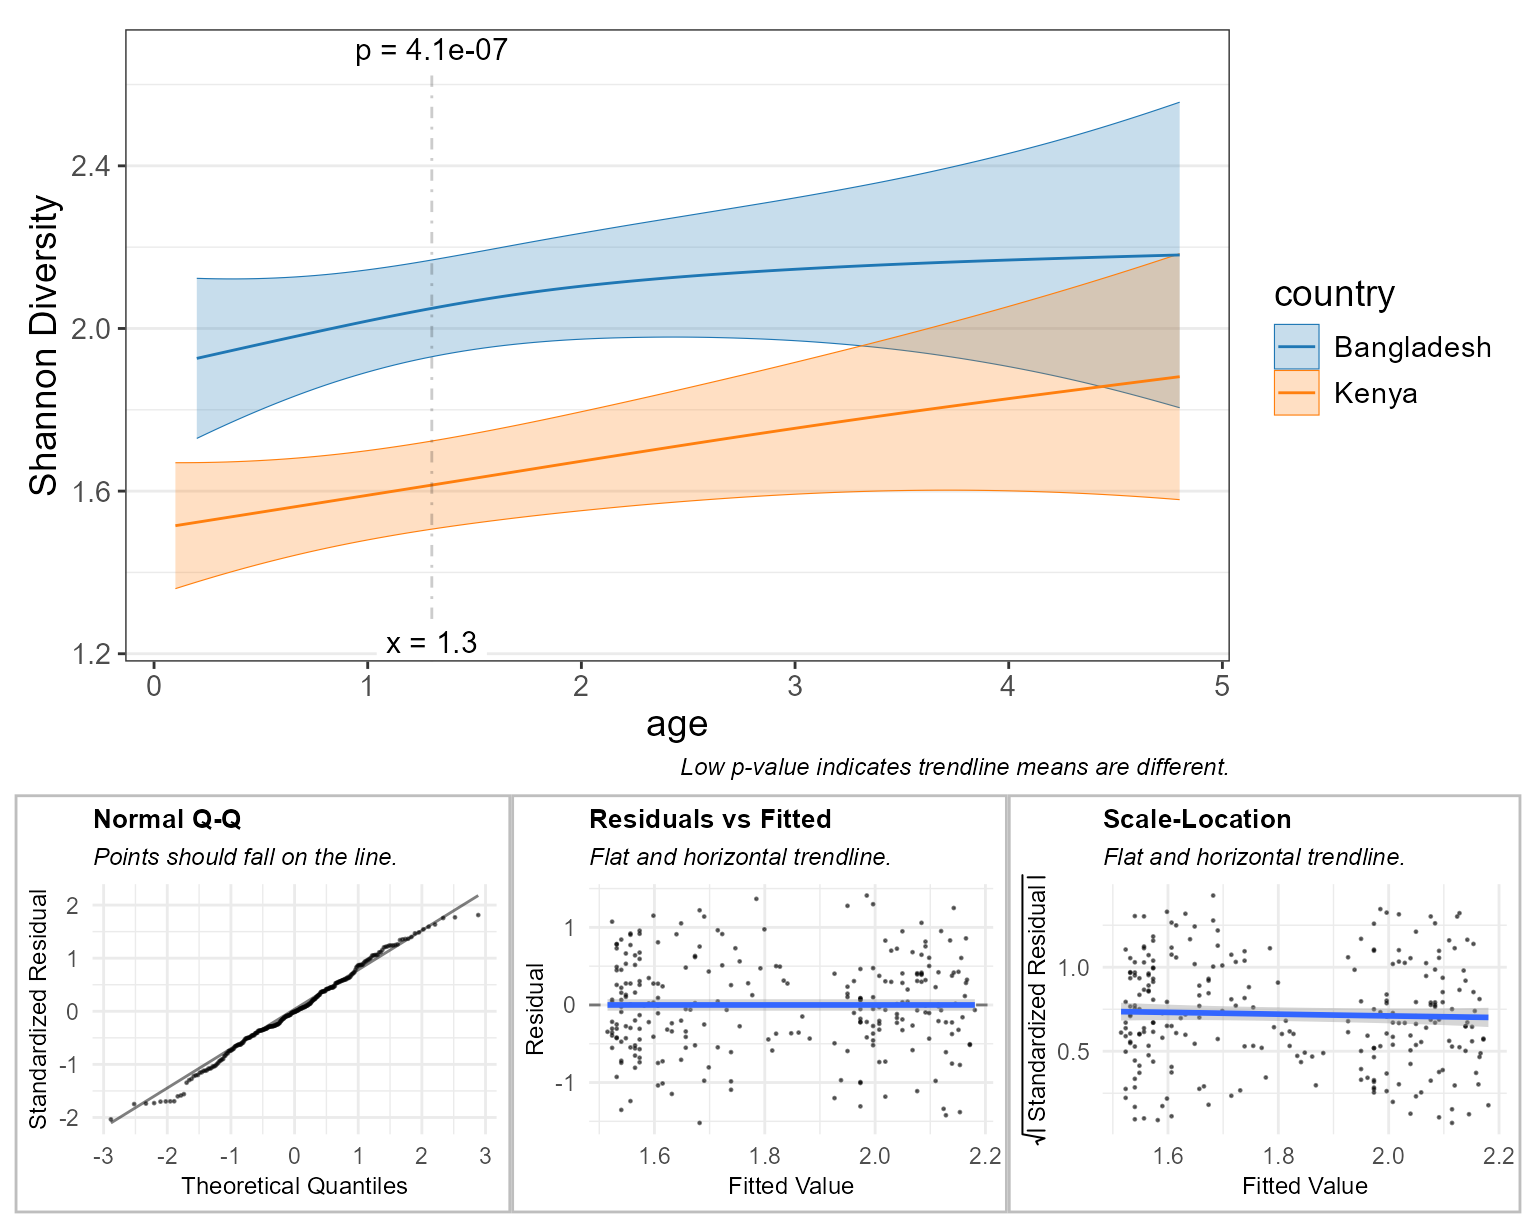 p = 4.1e-07
2.4
2.0
1.6
1.2
Shannon Diversity
x = 1.3
0 1 2 3 4 5
age
country
Bangladesh
Kenya
Low p-value indicates trendline means are different.
Normal Q-Q
Points should fall on the line.
Standardized Residual
2
1
0
-1
-2
-3 -2 -1 0 1 2 3
Theoretical Quantiles
Residuals vs Fitted
Flat and horizontal trendline.
Residual
1
0
-1
1.6 1.8 2.0 2.2
Fitted Value
Scale-Location
Flat and horizontal trendline.
√| Standardized Residual |
1.0
0.5
1.6 1.8 2.0 2.2
Fitted Value